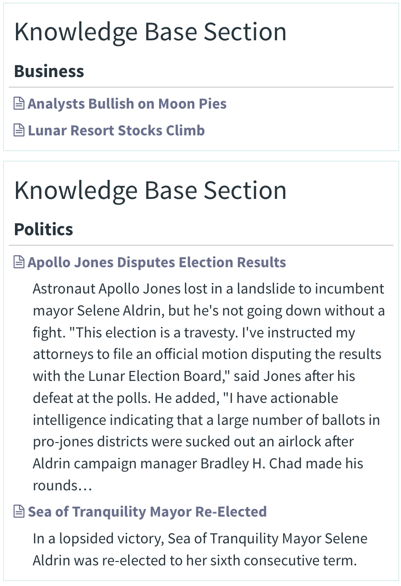 Knowledge Base Section
Business
Analysts Bullish on Moon Pies
Lunar Resort Stocks Climb
Knowledge Base Section
Politics
Apollo Jones Disputes Election Results
Astronaut Apollo Jones lost in a landslide to incumbent
mayor Selene Aldrin, but he's not going down without a
fight. "This election is a travesty. I've instructed my
attorneys to file an official motion disputing the results
with the Lunar Election Board," said Jones after his
defeat at the polls. He added, "I have actionable
intelligence indicating that a large number of ballots in
pro-jones districts were sucked out an airlock after
Aldrin campaign manager Bradley H. Chad made his
rounds…
Sea of Tranquility Mayor Re-Elected
In a lopsided victory, Sea of Tranquility Mayor Selene
Aldrin was re-elected to her sixth consecutive term.